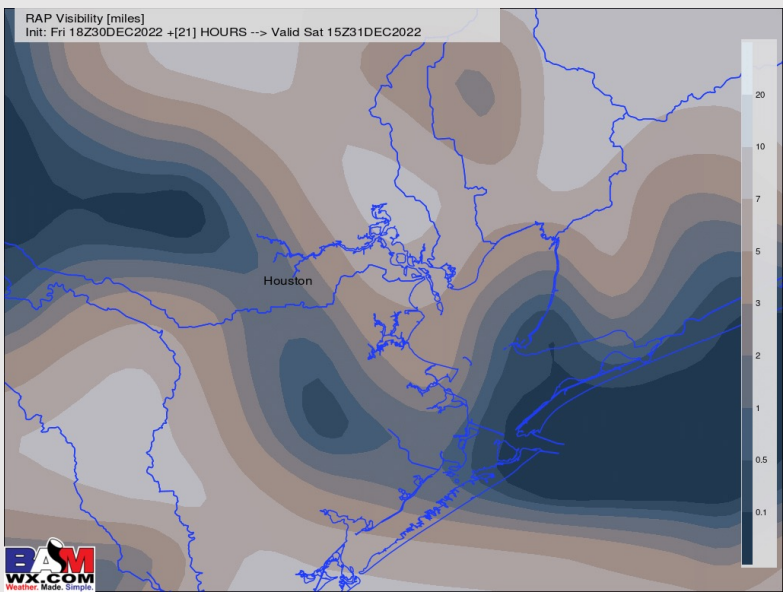 RAP Visibility [miles]
Init: Fri 18Z30DEC2022 +[21] HOURS --> Valid Sat 15Z31DEC2022
20
10
7
5
Houston
3
2
1
0.5
0.1
BAM
WX.COM
Weather. Made. Simple.